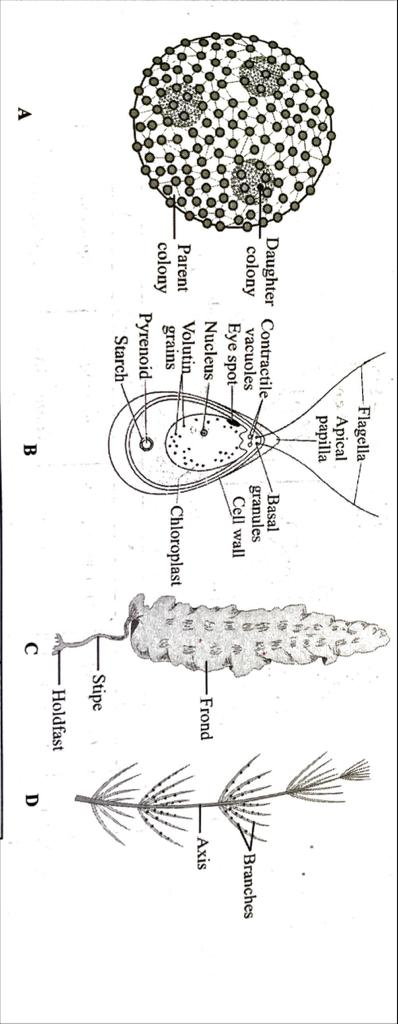 Daughter
colony
Parent
colony
A
Flagella
Apical
papilla
Contractile
vacuoles
Eye spot
Nucleus
Volutin
grains
Pyrenoid
Starch
Basal
granules
Cell wall
Chloroplast
B
Frond
Stipe
Holdfast
C
Branches
Axis
D